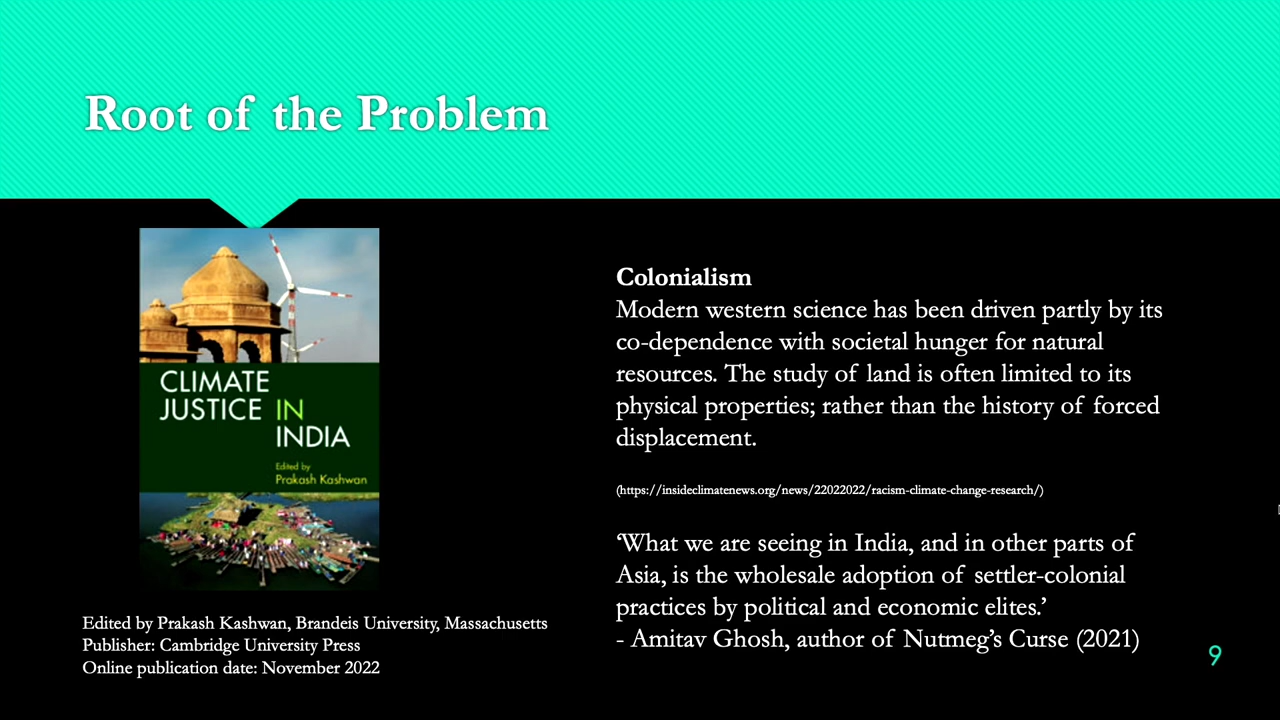 Root of the Problem
CLIMATE
JUSTICE IN
INDIA
Edited by
Prakash Kashwan
Edited by Prakash Kashwan, Brandeis University, Massachusetts
Publisher: Cambridge University Press
Online publication date: November 2022
Colonialism
Modern western science has been driven partly by its
co-dependence with societal hunger for natural
resources. The study of land is often limited to its
physical properties; rather than the history of forced
displacement.
(https://insideclimatenews.org/news/22022022/racism-climate-change-research/)
‘What we are seeing in India, and in other parts of
Asia, is the wholesale adoption of settler-colonial
practices by political and economic elites.’
- Amitav Ghosh, author of Nutmeg’s Curse (2021)
9